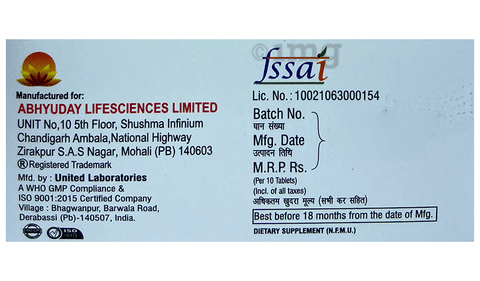 Manufactured for:
ABHYUDAY LIFESCIENCES LIMITED
UNIT No,10 5th Floor, Shushma Infinium
Chandigarh Ambala,National Highway
Zirakpur S.A.S Nagar, Mohali (PB) 140603
® Registered Trademark
Mfd. by : United Laboratories
A WHO GMP Compliance &
ISO 9001:2015 Certified Company
Village : Bhagwanpur, Barwala Road,
Derabassi (Pb)-140507, India.
ISO
fssai
Lic. No.: 10021063000154
Batch No.
पान संख्या
Mfg. Date
उत्पादन तिथि
M.R.P. Rs.
(Per 10 Tablets)
(Incl. of all taxes)
अधिकतम खुदरा मूल्य (सभी कर सहित)
Best before 18 months from the date of Mfg.
DIETARY SUPPLEMENT (N.F.M.U.)